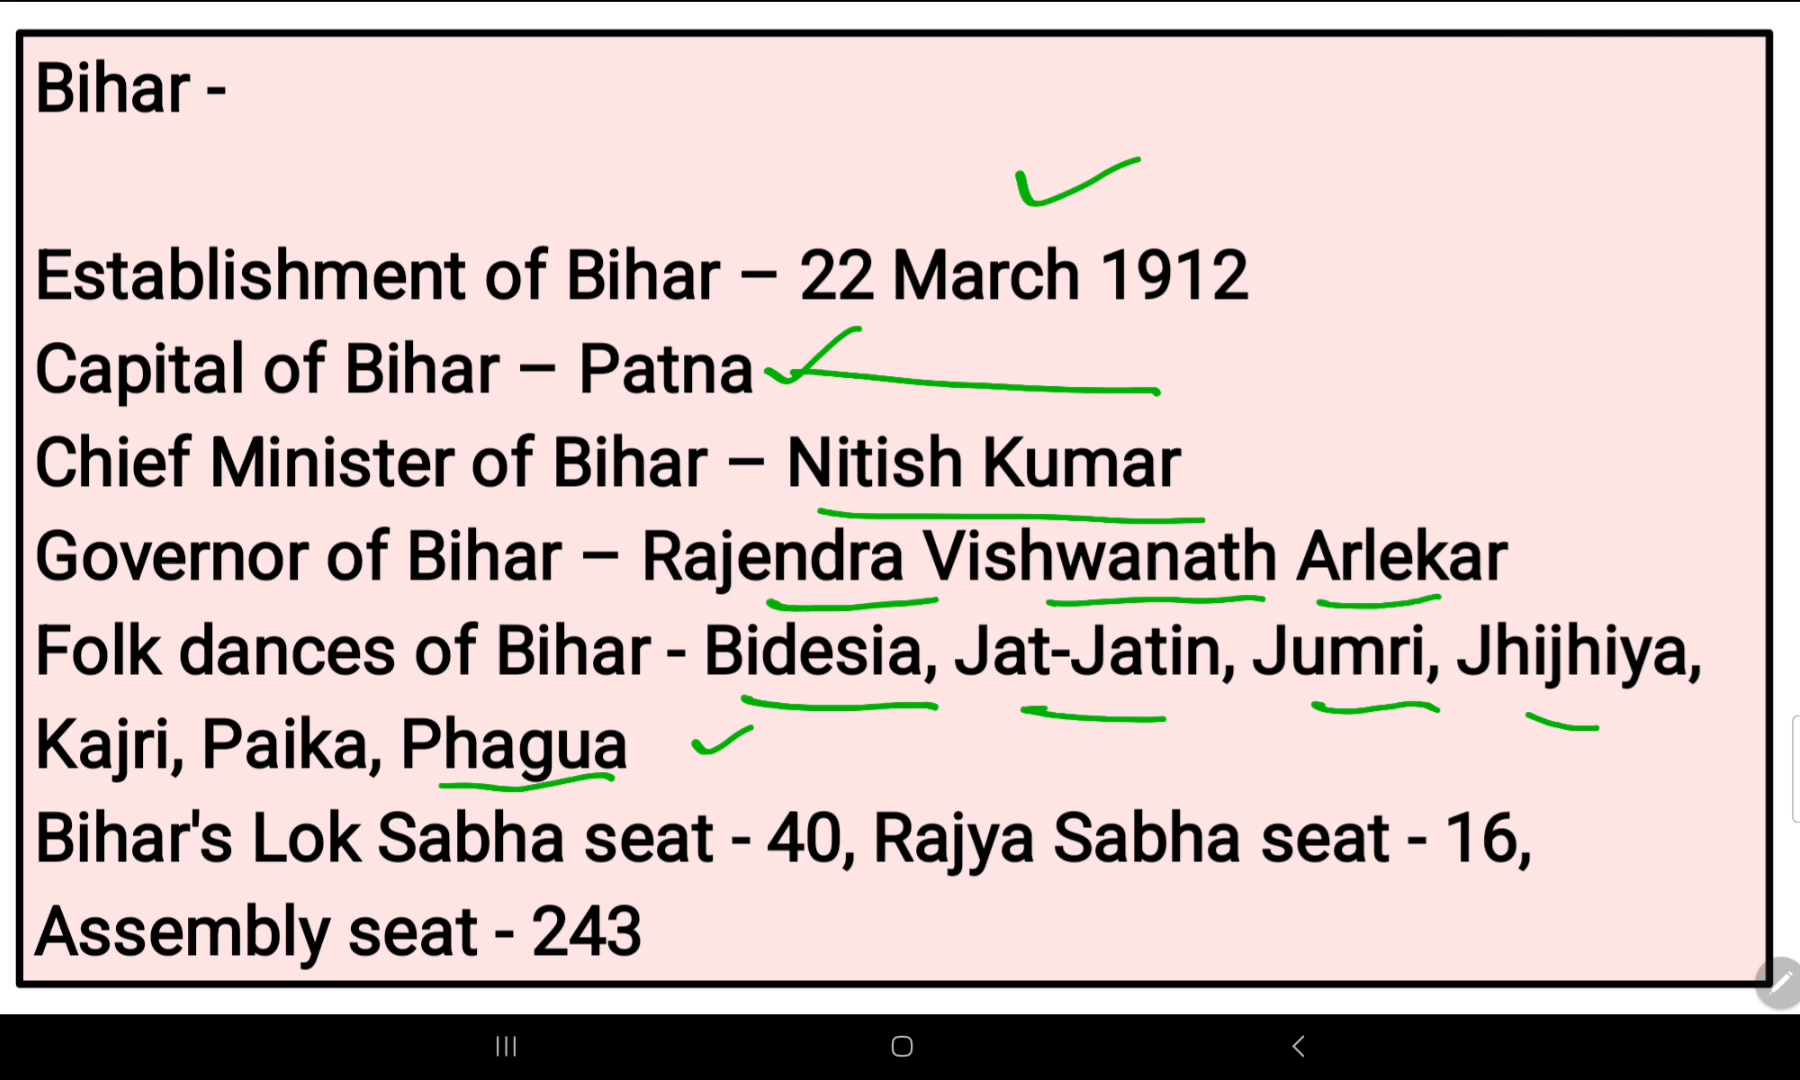 Bihar -
Establishment of Bihar – 22 March 1912
Capital of Bihar – Patna
Chief Minister of Bihar – Nitish Kumar
Governor of Bihar – Rajendra Vishwanath Arlekar
Folk dances of Bihar - Bidesia, Jat-Jatin, Jumri, Jhijhiya,
Kajri, Paika, Phagua
Bihar's Lok Sabha seat - 40, Rajya Sabha seat - 16,
Assembly seat - 243